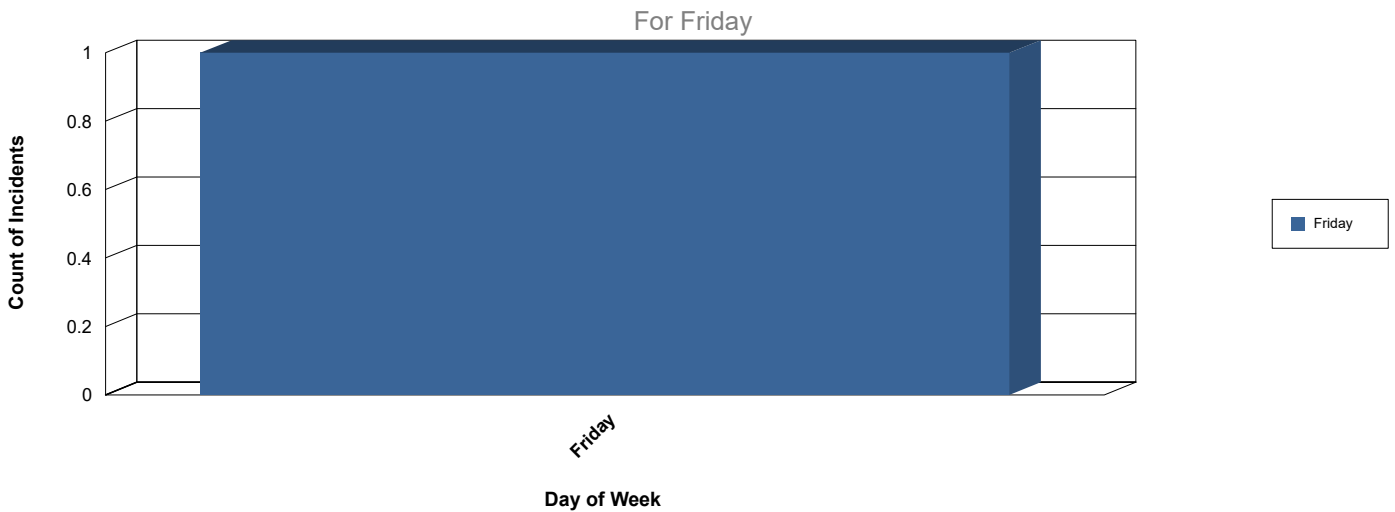 For Friday
Count of Incidents
1
0.8
0.6
0.4
0.2
0
Friday
Day of Week
Friday